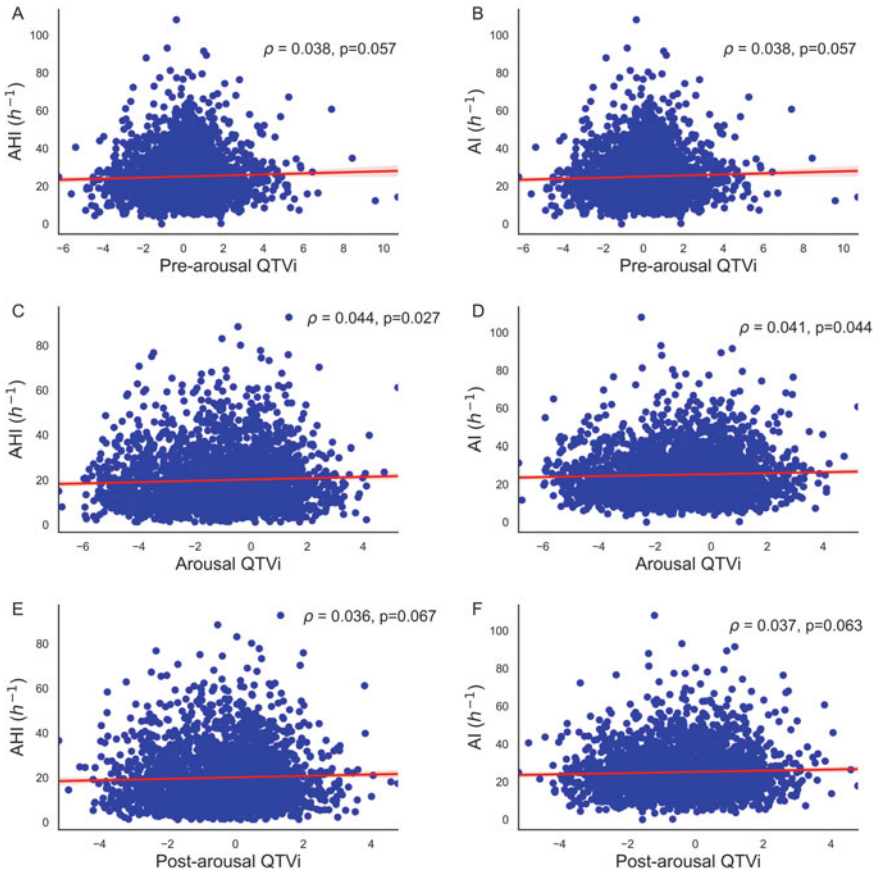 A
ρ = 0.038, p=0.057
AHI (h⁻¹)
100
80
60
40
20
0
−6 −4 −2 0 2 4 6 8 10
Pre-arousal QTVi
B
ρ = 0.038, p=0.057
AI (h⁻¹)
100
80
60
40
20
0
−6 −4 −2 0 2 4 6 8 10
Pre-arousal QTVi
C
ρ = 0.044, p=0.027
AHI (h⁻¹)
80
60
40
20
0
−6 −4 −2 0 2 4
Arousal QTVi
D
ρ = 0.041, p=0.044
AI (h⁻¹)
100
80
60
40
20
0
−6 −4 −2 0 2 4
Arousal QTVi
E
ρ = 0.036, p=0.067
AHI (h⁻¹)
80
60
40
20
0
−4 −2 0 2 4
Post-arousal QTVi
F
ρ = 0.037, p=0.063
AI (h⁻¹)
100
80
60
40
20
0
−4 −2 0 2 4
Post-arousal QTVi